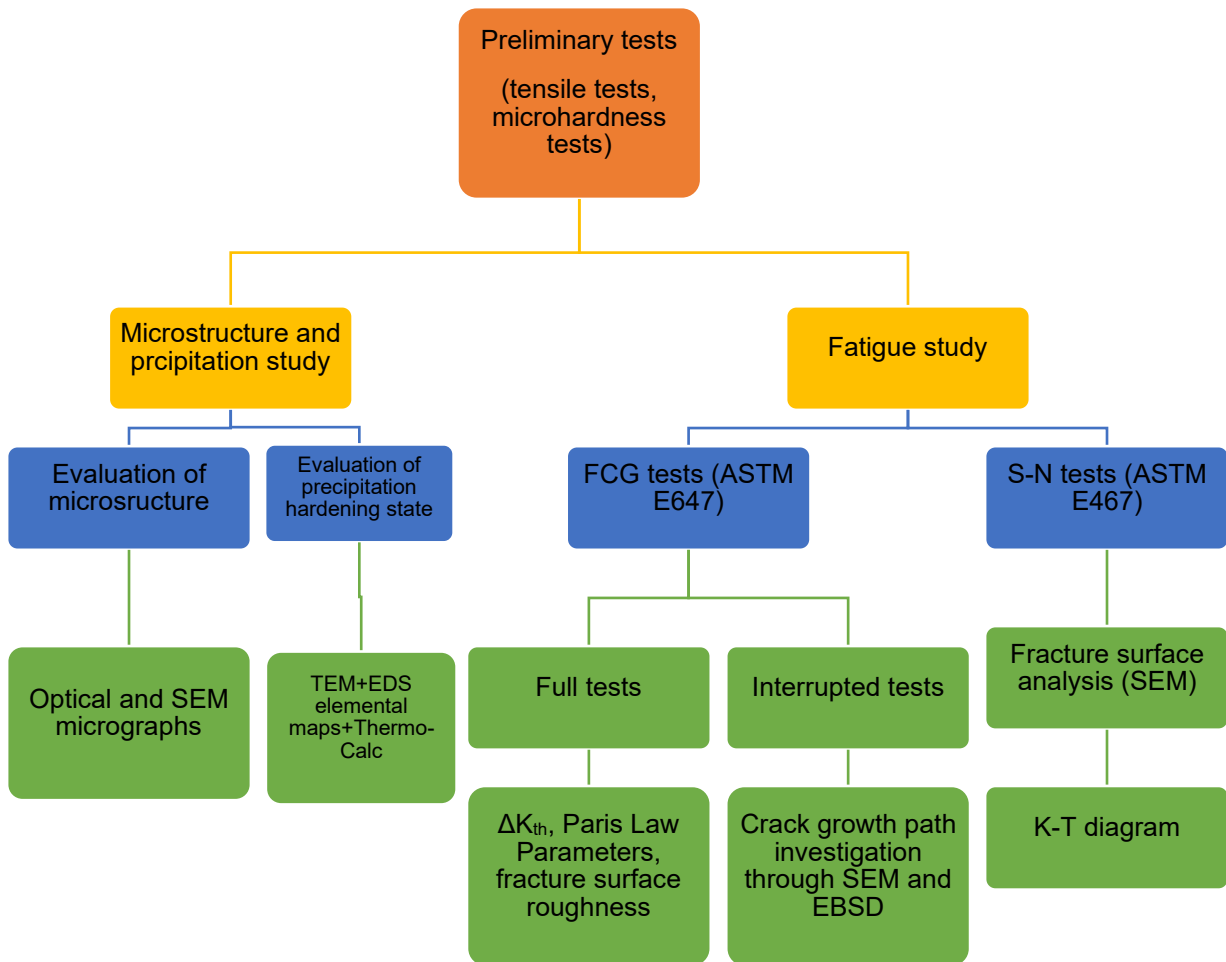 Preliminary tests
(tensile tests,
microhardness
tests)
Microstructure and
prcipitation study
Fatigue study
Evaluation of
microsructure
Evaluation of
precipitation
hardening state
FCG tests (ASTM
E647)
S-N tests (ASTM
E467)
Optical and SEM
micrographs
TEM+EDS
elemental
maps+Thermo-
Calc
Full tests
Interrupted tests
Fracture surface
analysis (SEM)
ΔKth, Paris Law
Parameters,
fracture surface
roughness
Crack growth path
investigation
through SEM and
EBSD
K-T diagram